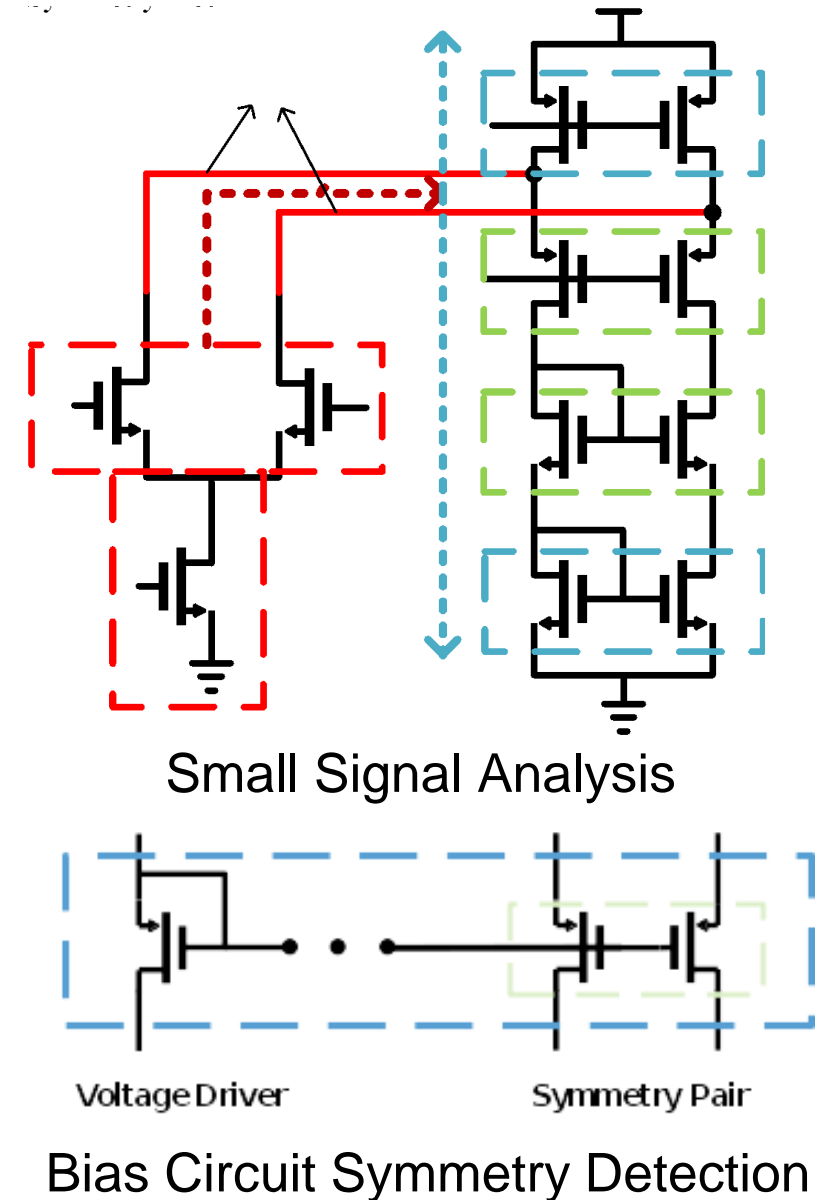 Small Signal Analysis
Voltage Driver
Symmetry Pair
Bias Circuit Symmetry Detection